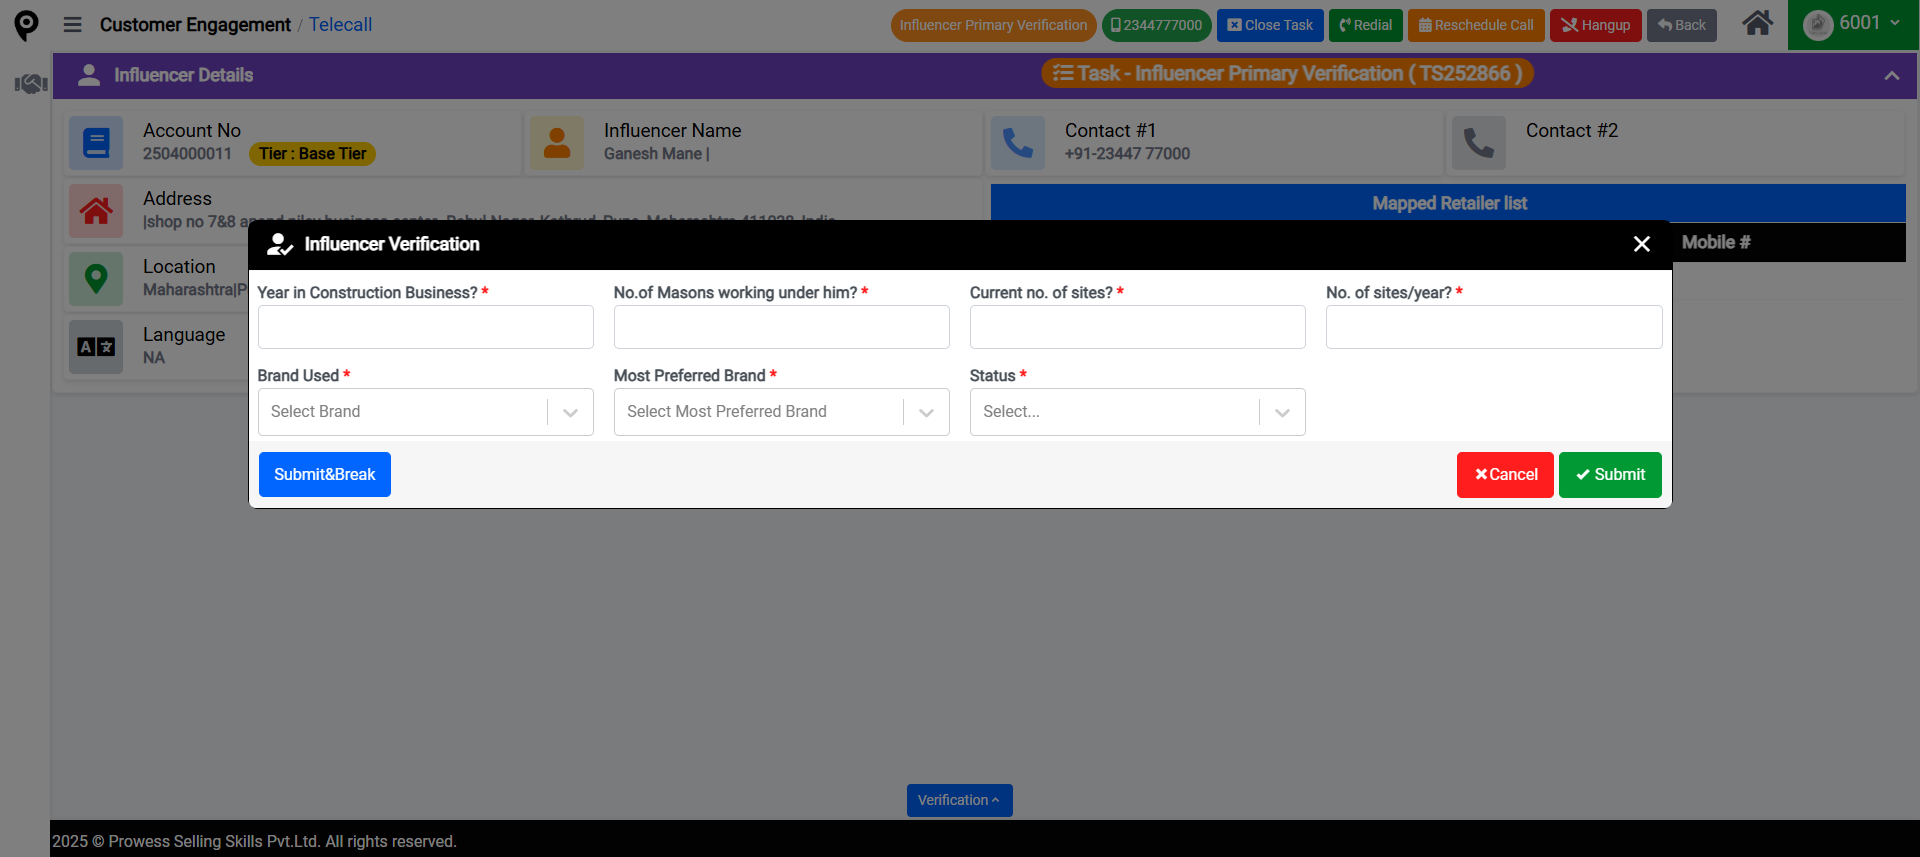 Customer Engagement / Telecall
Influencer Primary Verification
2344777000
Close Task
Redial
Reschedule Call
Hangup
Back
6001
Influencer Details
Task - Influencer Primary Verification ( TS252866 )
Account No
2504000011
Tier : Base Tier
Influencer Name
Ganesh Mane |
Contact #1
+91-23447 77000
Contact #2
Address
|shop no 7&8
Mapped Retailer list
Mobile #
Location
Maharashtra|P
Language
NA
Influencer Verification
Year in Construction Business? *
No.of Masons working under him? *
Current no. of sites? *
No. of sites/year? *
Brand Used *
Most Preferred Brand *
Status *
Select Brand
Select Most Preferred Brand
Select...
Submit&Break
Cancel
Submit
Verification
2025 © Prowess Selling Skills Pvt.Ltd. All rights reserved.